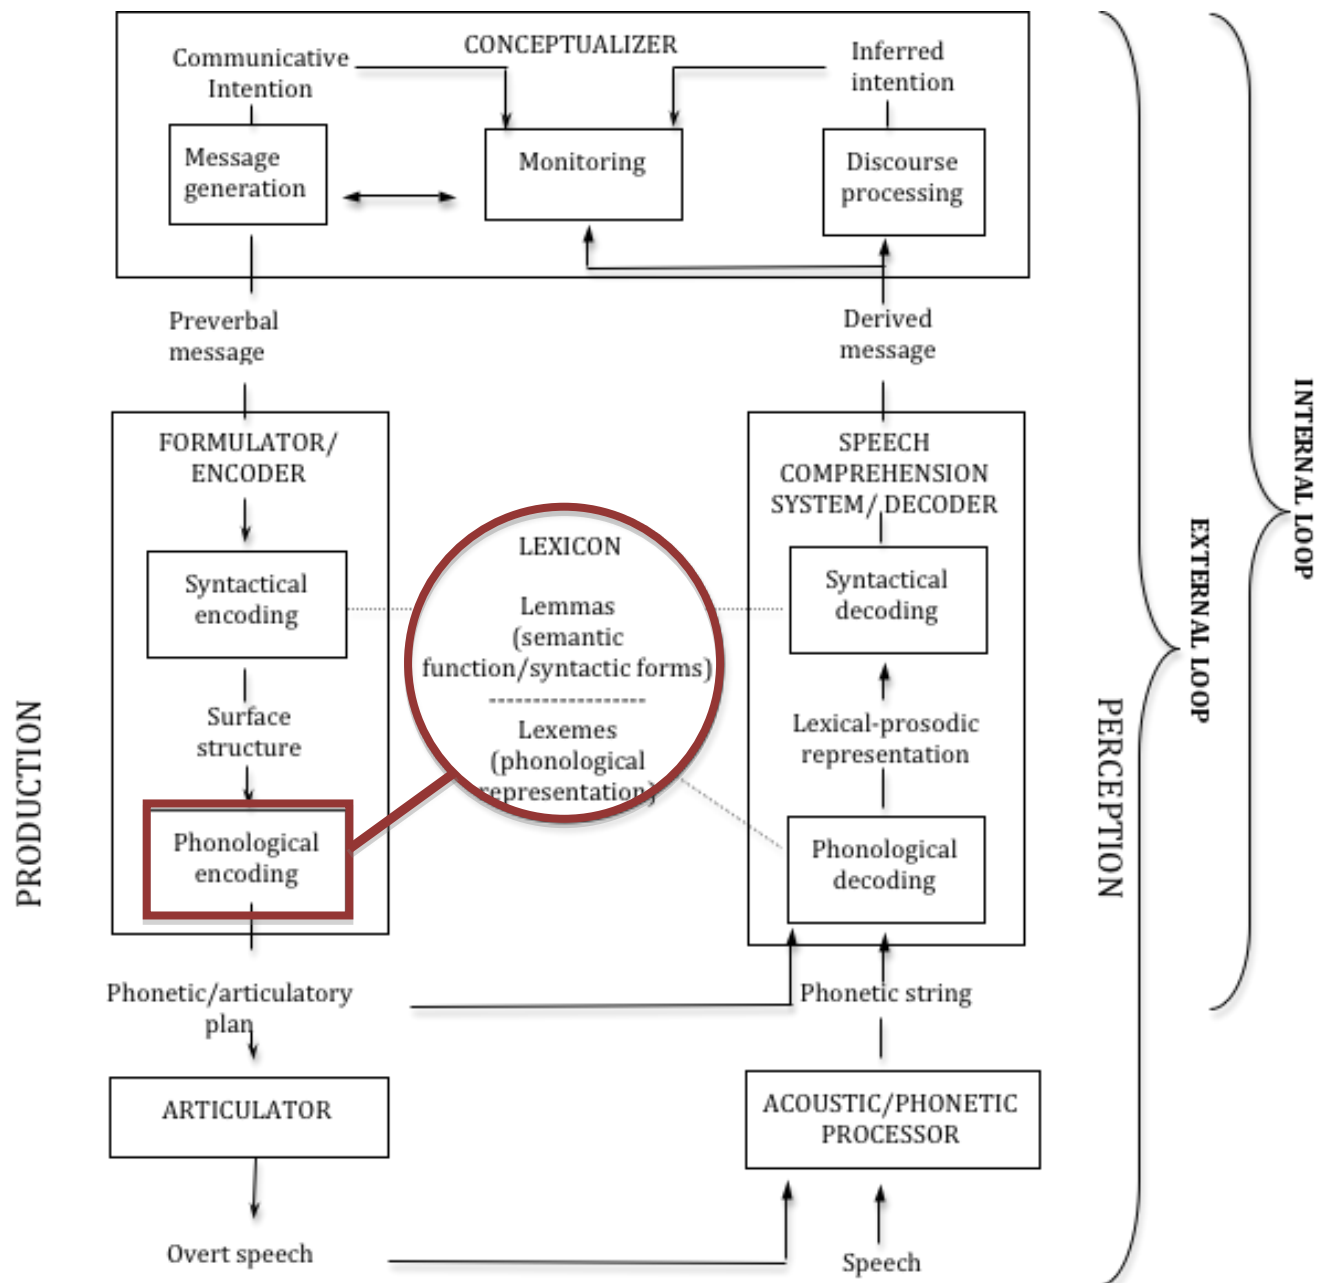 CONCEPTUALIZER
Communicative
Intention
Inferred
intention
Message
generation
Monitoring
Discourse
processing
Preverbal
message
Derived
message
FORMULATOR/
ENCODER
SPEECH
COMPREHENSION
SYSTEM/ DECODER
LEXICON
Syntactical
encoding
Lemmas
(semantic
function/syntactic forms)
Syntactical
decoding
Surface
structure
Lexemes
(phonological
representation)
Lexical-prosodic
representation
Phonological
encoding
Phonological
decoding
Phonetic/articulatory
plan
Phonetic string
ARTICULATOR
ACOUSTIC/PHONETIC
PROCESSOR
Overt speech
Speech
PRODUCTION
PERCEPTION
EXTERNAL LOOP
INTERNAL LOOP